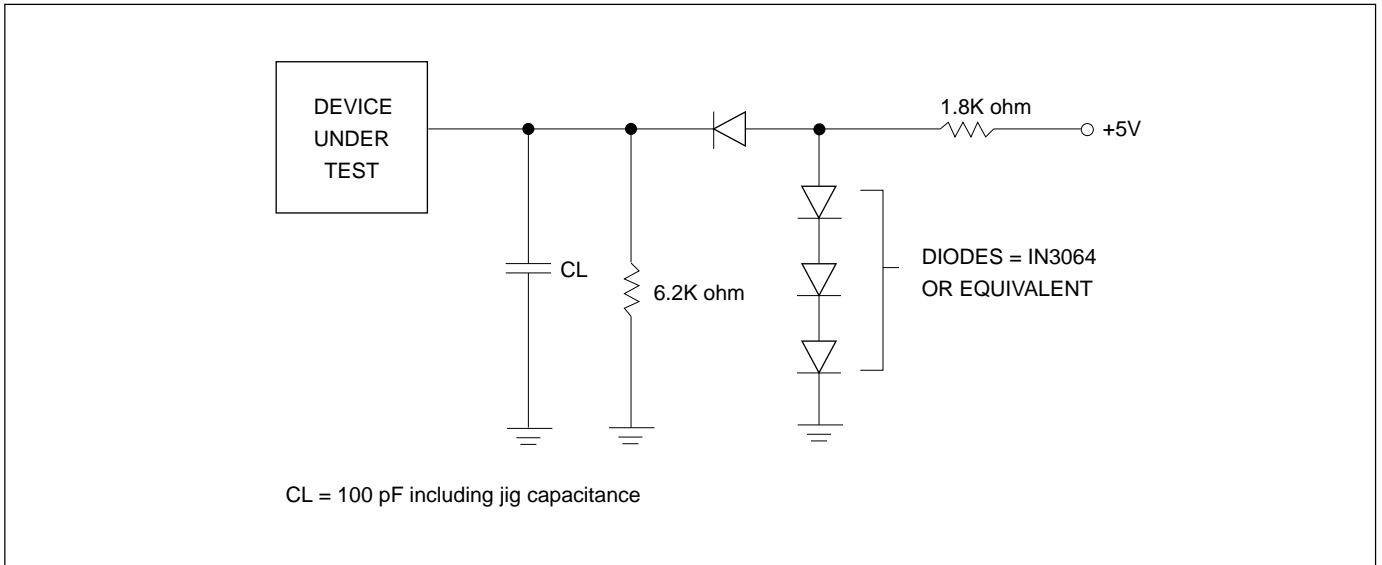 DEVICE
UNDER
TEST
1.8K ohm
+5V
CL
6.2K ohm
DIODES = IN3064
OR EQUIVALENT
CL = 100 pF including jig capacitance